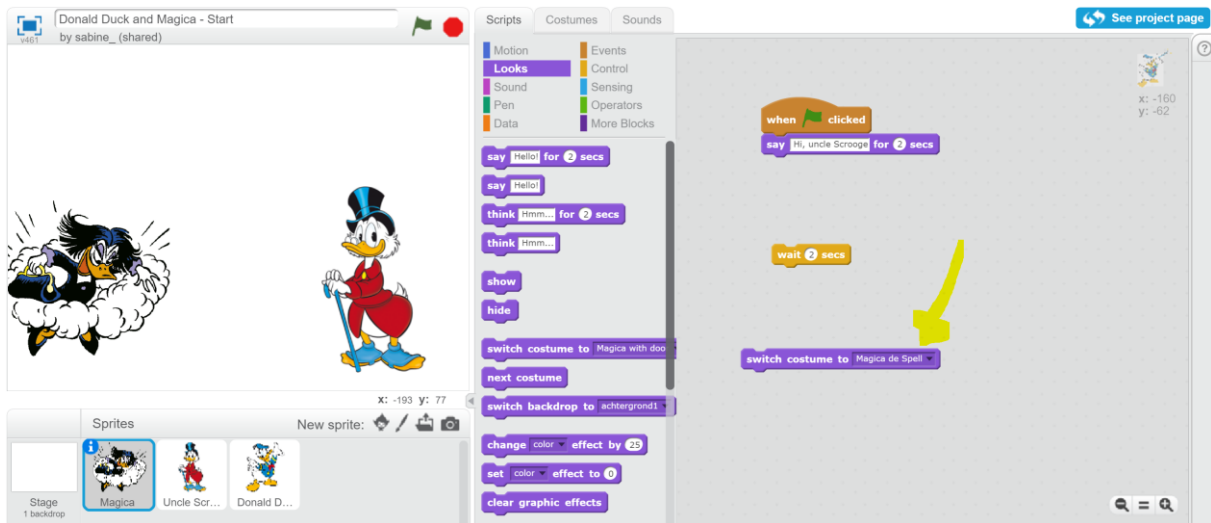 Donald Duck and Magica - Start
by sabine_ (shared)
v461
Scripts
Costumes
Sounds
See project page
Motion
Looks
Sound
Pen
Data
Events
Control
Sensing
Operators
More Blocks
say Hello! for 2 secs
say Hello!
think Hmm... for 2 secs
think Hmm...
show
hide
switch costume to Magica with doo
next costume
switch backdrop to achtergrond1
change color effect by 25
set color effect to 0
clear graphic effects
x: -160
y: -62
when clicked
say Hi, uncle Scrooge for 2 secs
wait 2 secs
switch costume to Magica de Spell
x: -193 y: 77
Sprites
New sprite:
Stage
1 backdrop
Magica
Uncle Scr...
Donald D...